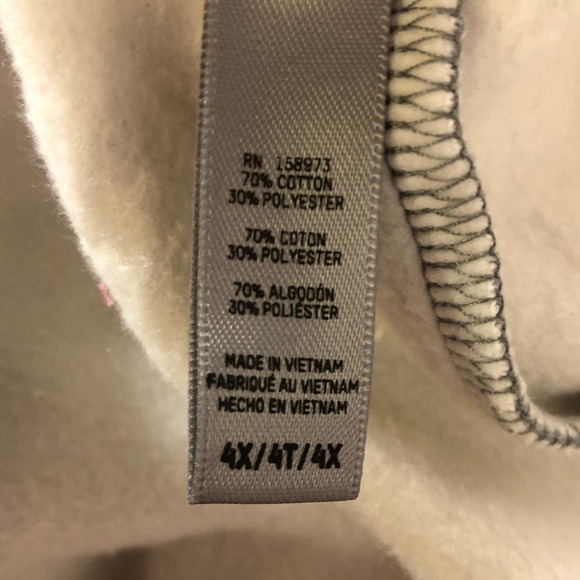 RN 158973
70% COTTON
30% POLYESTER
70% COTON
30% POLYESTER
70% ALGODÓN
30% POLIÉSTER
MADE IN VIETNAM
FABRIQUÉ AU VIETNAM
HECHO EN VIETNAM
4X/4T/4X